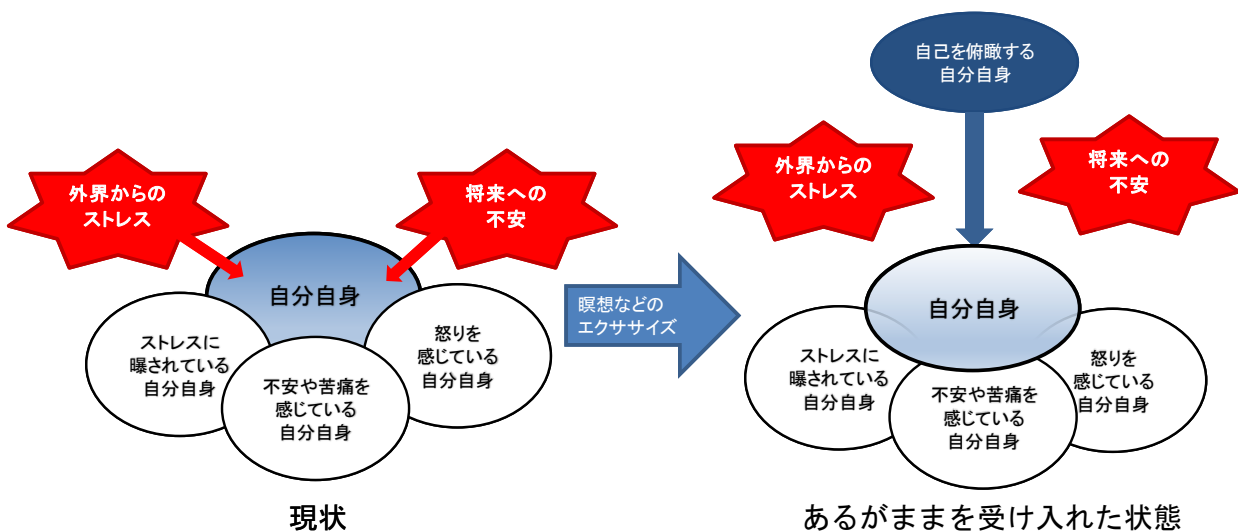 自己を俯瞰する
自分自身
外界からの
ストレス
将来への
不安
自分自身
ストレスに
曝されている
自分自身
不安や苦痛を
感じている
自分自身
怒りを
感じている
自分自身
現状
瞑想などの
エクササイズ
外界からの
ストレス
将来への
不安
自分自身
ストレスに
曝されている
自分自身
不安や苦痛を
感じている
自分自身
怒りを
感じている
自分自身
あるがままを受け入れた状態